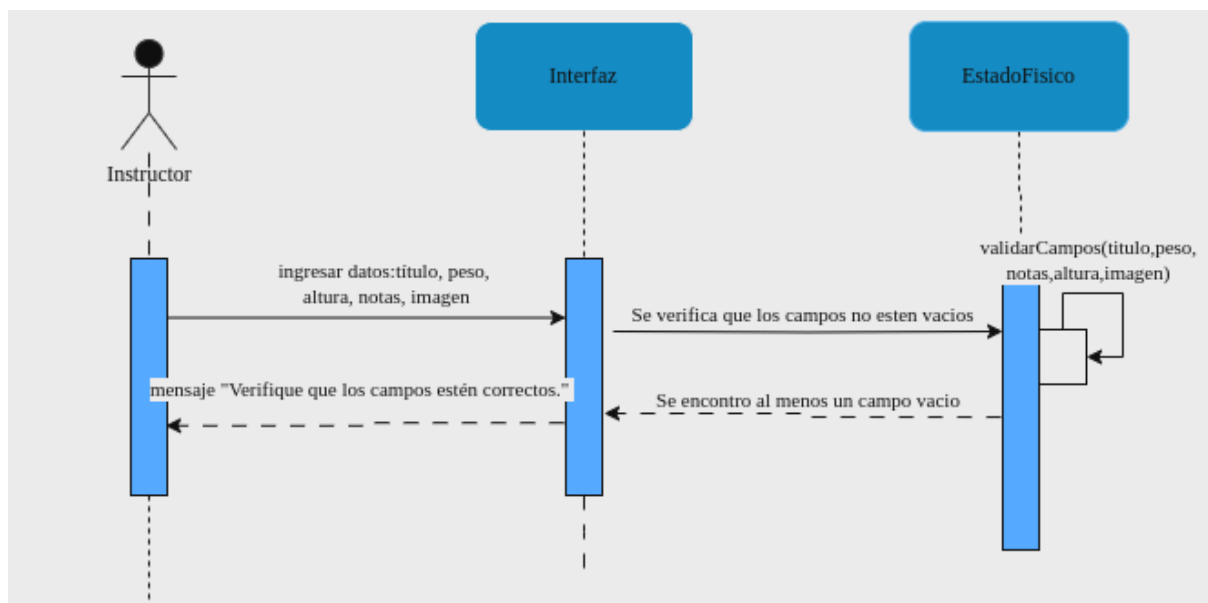 Interfaz
EstadoFisico
Instructor
validarCampos(titulo,peso,
notas,altura,imagen)
ingresar datos:título, peso,
altura, notas, imagen
Se verifica que los campos no esten vacios
mensaje "Verifique que los campos estén correctos."
Se encontro al menos un campo vacio